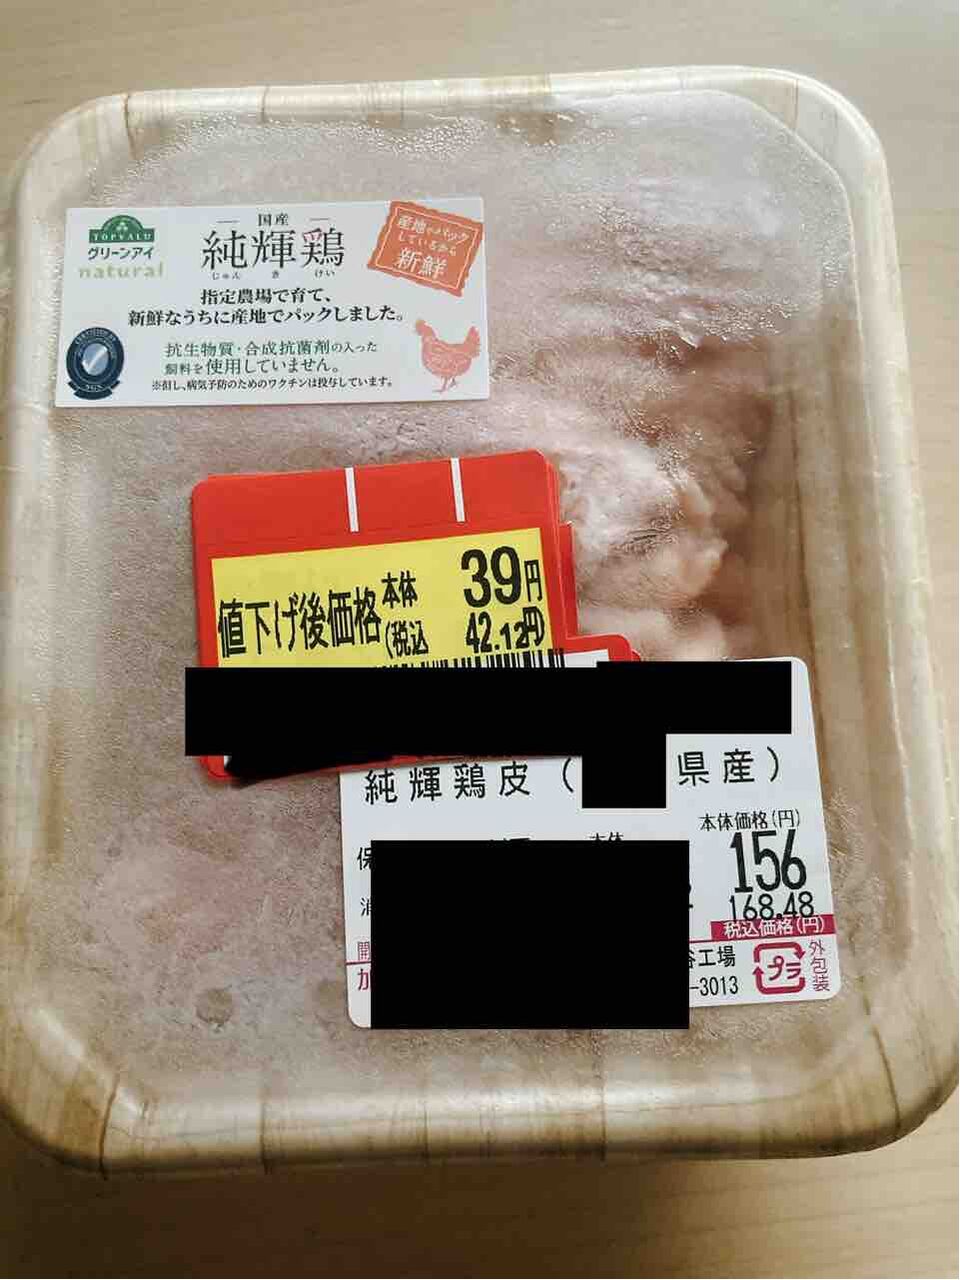 TOPVALU
グリーンアイ
natural
国産
純輝鶏
じゅん き けい
産地でパック
しているから
新鮮
指定農場で育て、
新鮮なうちに産地でパックしました。
抗生物質・合成抗菌剤の入った
飼料を使用していません。
※但し、病気予防のためのワクチンは投与しています。
SGS
値下げ後価格 本体 39円
(税込 42.12円)
純輝鶏皮( 県産)
保
消
本体価格(円)
156
168.48
税込価格(円)
開
加
谷工場
-3013
プラ
外包装